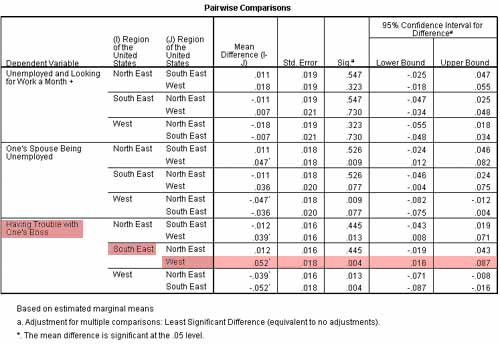 Pairwise Comparisons
95% Confidence Interval for
Differenceᵃ
Dependent Variable (I) Region of the United States (J) Region of the United States Mean Difference (I-J) Std. Error Sig.ᵃ Lower Bound Upper Bound
Unemployed and Looking for Work a Month + North East South East .011 .019 .547 -.025 .047
West .018 .019 .323 -.018 .055
South East North East -.011 .019 .547 -.047 .025
West .007 .021 .730 -.034 .048
West North East -.018 .019 .323 -.055 .018
South East -.007 .021 .730 -.048 .034
One's Spouse Being Unemployed North East South East .011 .018 .526 -.024 .046
West .047* .018 .009 .012 .082
South East North East -.011 .018 .526 -.046 .024
West .036 .020 .077 -.004 .075
West North East -.047* .018 .009 -.082 -.012
South East -.036 .020 .077 -.075 .004
Having Trouble with One's Boss North East South East -.012 .016 .445 -.043 .019
West .039* .016 .013 .008 .071
South East North East .012 .016 .445 -.019 .043
West .052* .018 .004 .016 .087
West North East -.039* .016 .013 -.071 -.008
South East -.052* .018 .004 -.087 -.016
Based on estimated marginal means
a. Adjustment for multiple comparisons: Least Significant Difference (equivalent to no adjustments).
*. The mean difference is significant at the .05 level.